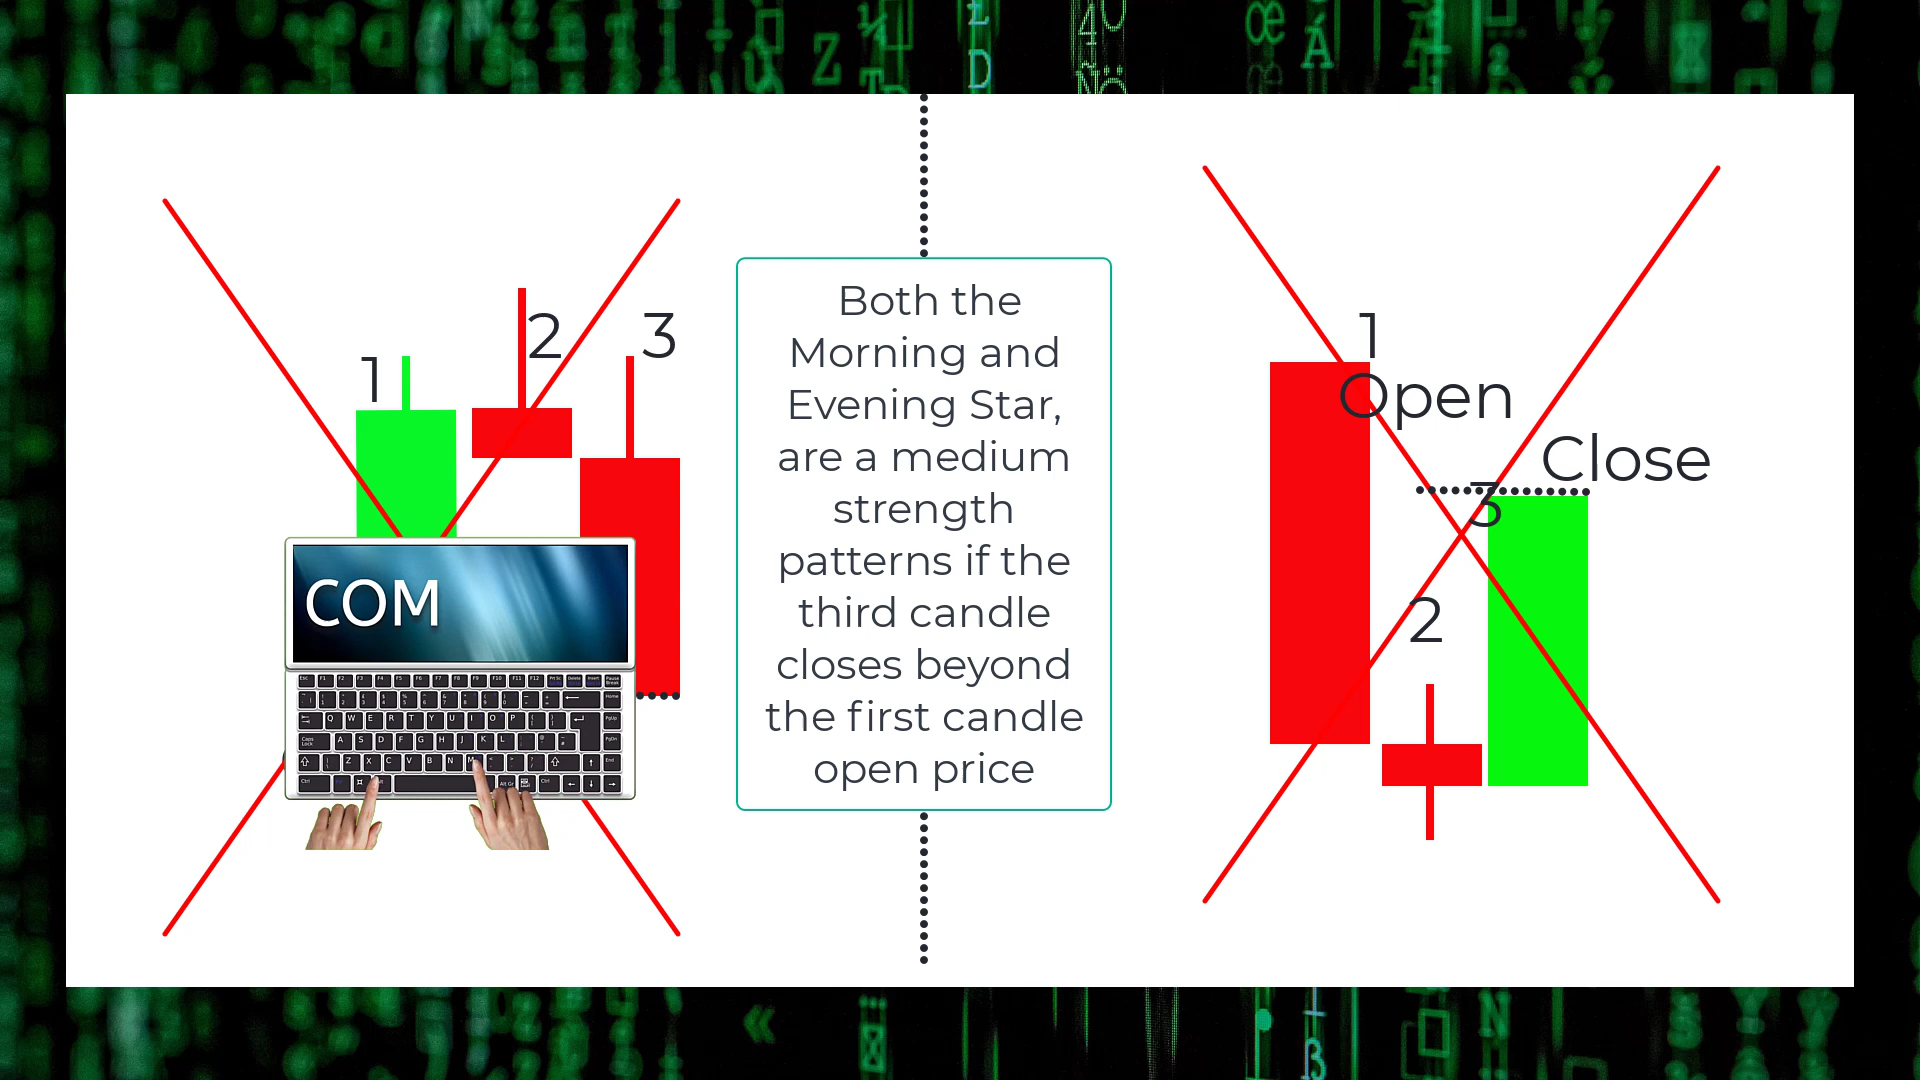 1
2
3
COM
Both the
Morning and
Evening Star,
are a medium
strength
patterns if the
third candle
closes beyond
the first candle
open price
1
Open
Close
3
2